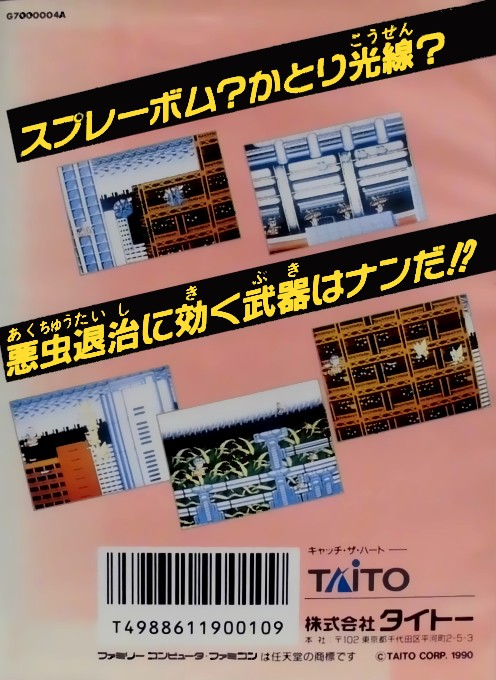 G7000004A
こうせん
スプレーボム?かとり光線?
あくちゅうたいじ き ぶき
悪虫退治に効く武器はナンだ!?
キャッチ・ザ・ハート
TAITO
株式会社タイトー
本社 〒102 東京都千代田区平河町2-5-3
T4988611900109
ファミリーコンピュータ・ファミコンは任天堂の商標です ©TAITO CORP. 1990